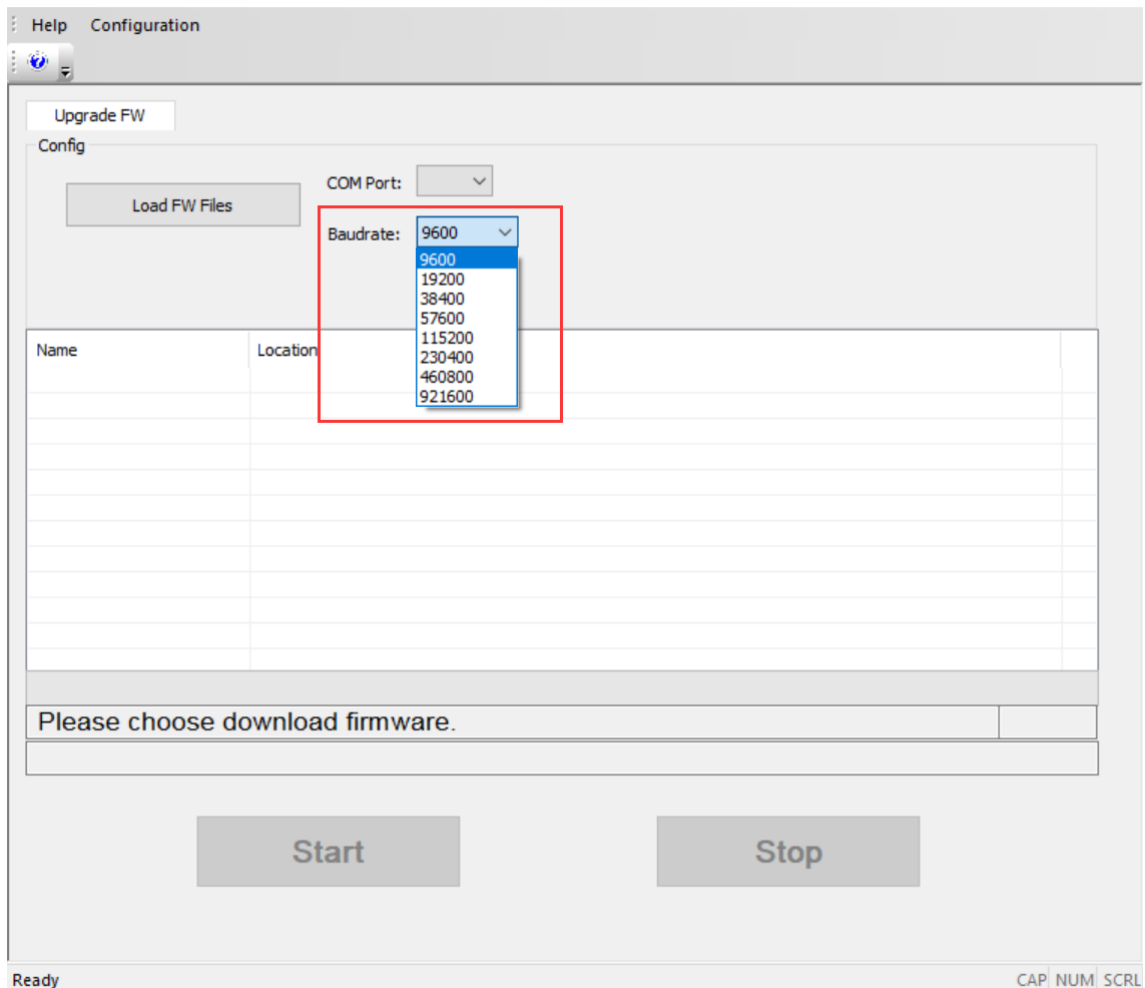 Help Configuration
Upgrade FW
Config
Load FW Files
COM Port:
Baudrate: 9600
9600
19200
38400
57600
115200
230400
460800
921600
Name Location
Please choose download firmware.
Start Stop
Ready CAP NUM SCRL